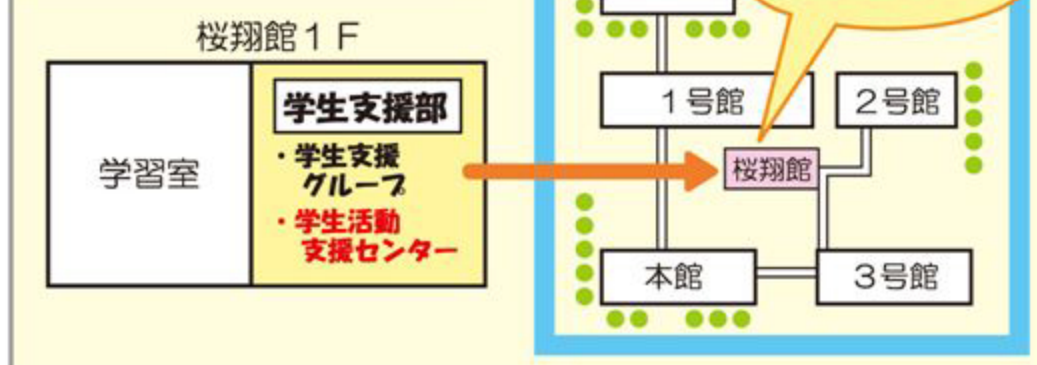 桜翔館１Ｆ
学習室
学生支援部
・学生支援
グループ
・学生活動
支援センター
１号館
２号館
桜翔館
本館
３号館